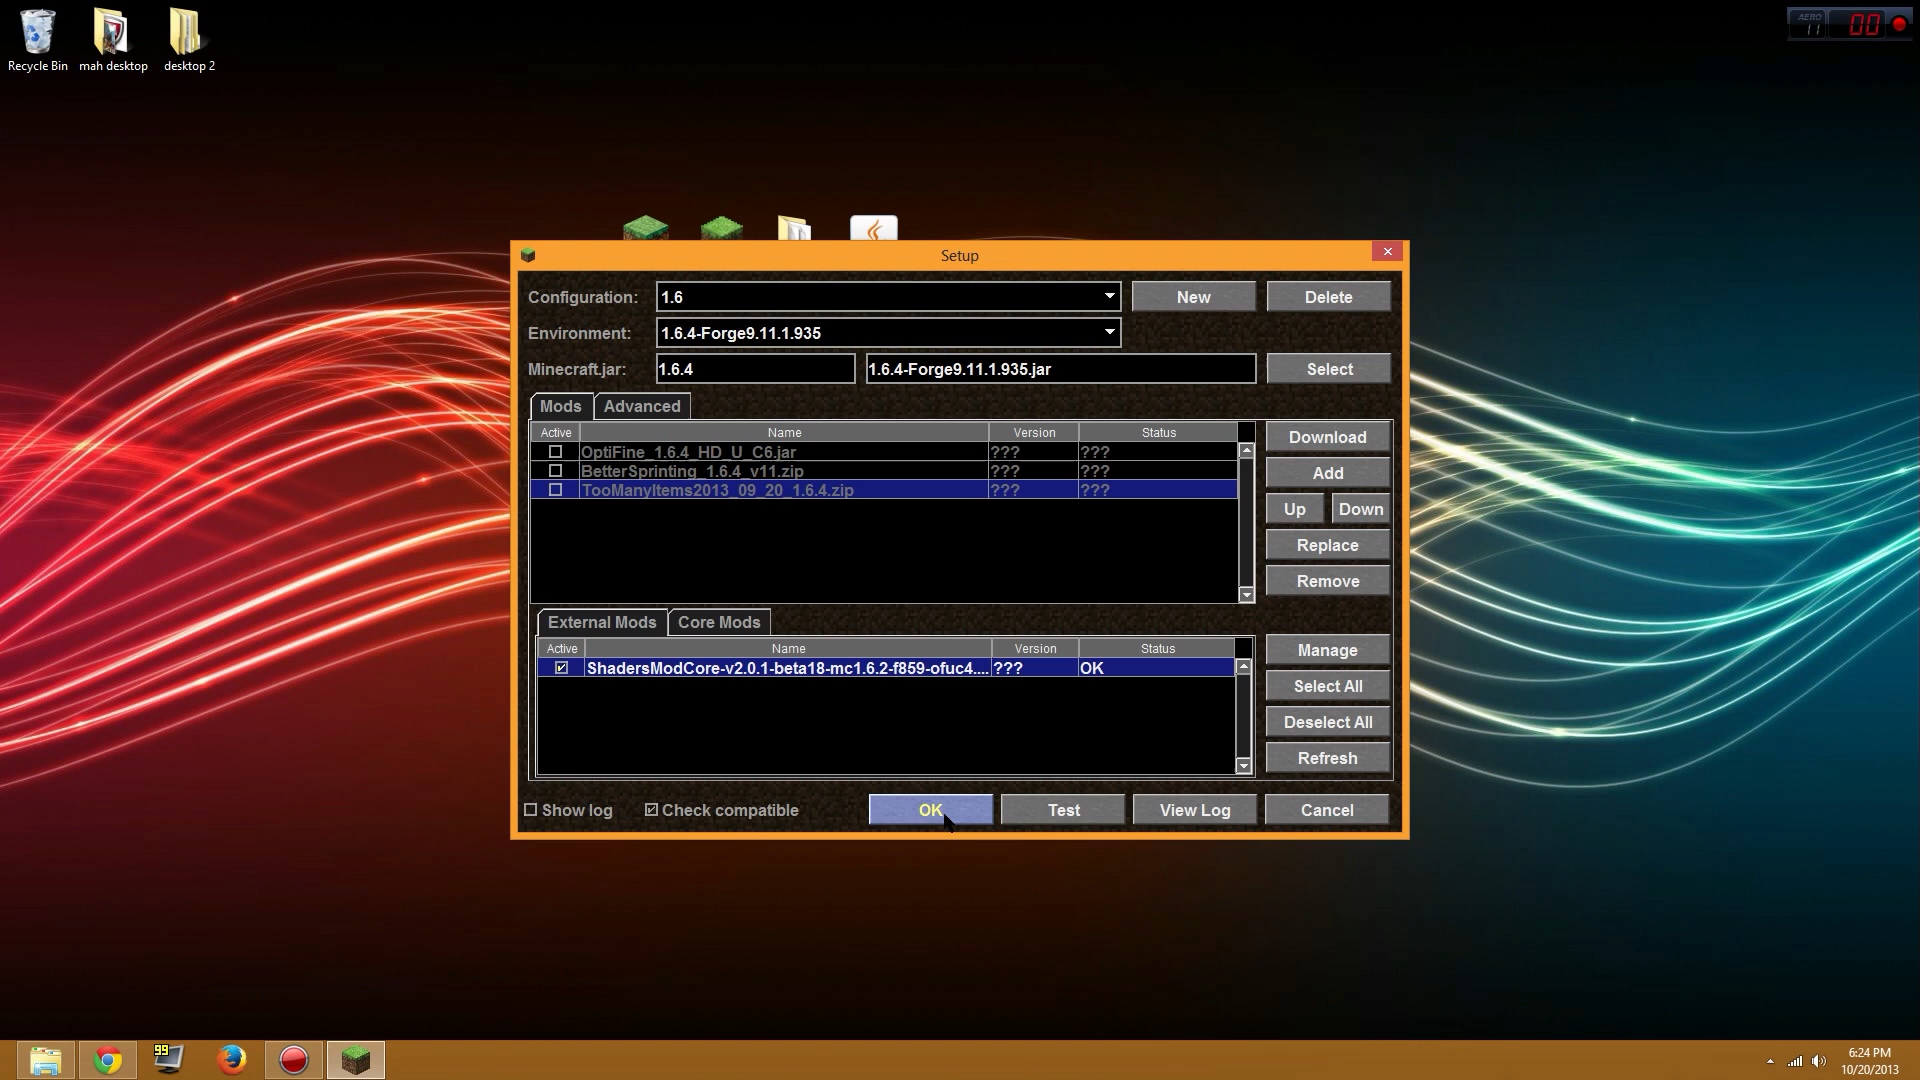 Recycle Bin
mah desktop
desktop 2
AERO
11
00
Setup
Configuration:
1.6
New
Delete
Environment:
1.6.4-Forge9.11.1.935
Minecraft.jar:
1.6.4
1.6.4-Forge9.11.1.935.jar
Select
Mods
Advanced
Active Name Version Status
OptiFine_1.6.4_HD_U_C6.jar ??? ???
BetterSprinting_1.6.4_v11.zip ??? ???
TooManyItems2013_09_20_1.6.4.zip ??? ???
Download
Add
Up
Down
Replace
Remove
External Mods
Core Mods
Active Name Version Status
ShadersModCore-v2.0.1-beta18-mc1.6.2-f859-ofuc4.... ??? OK
Manage
Select All
Deselect All
Refresh
Show log
Check compatible
OK
Test
View Log
Cancel
99
6:24 PM
10/20/2013